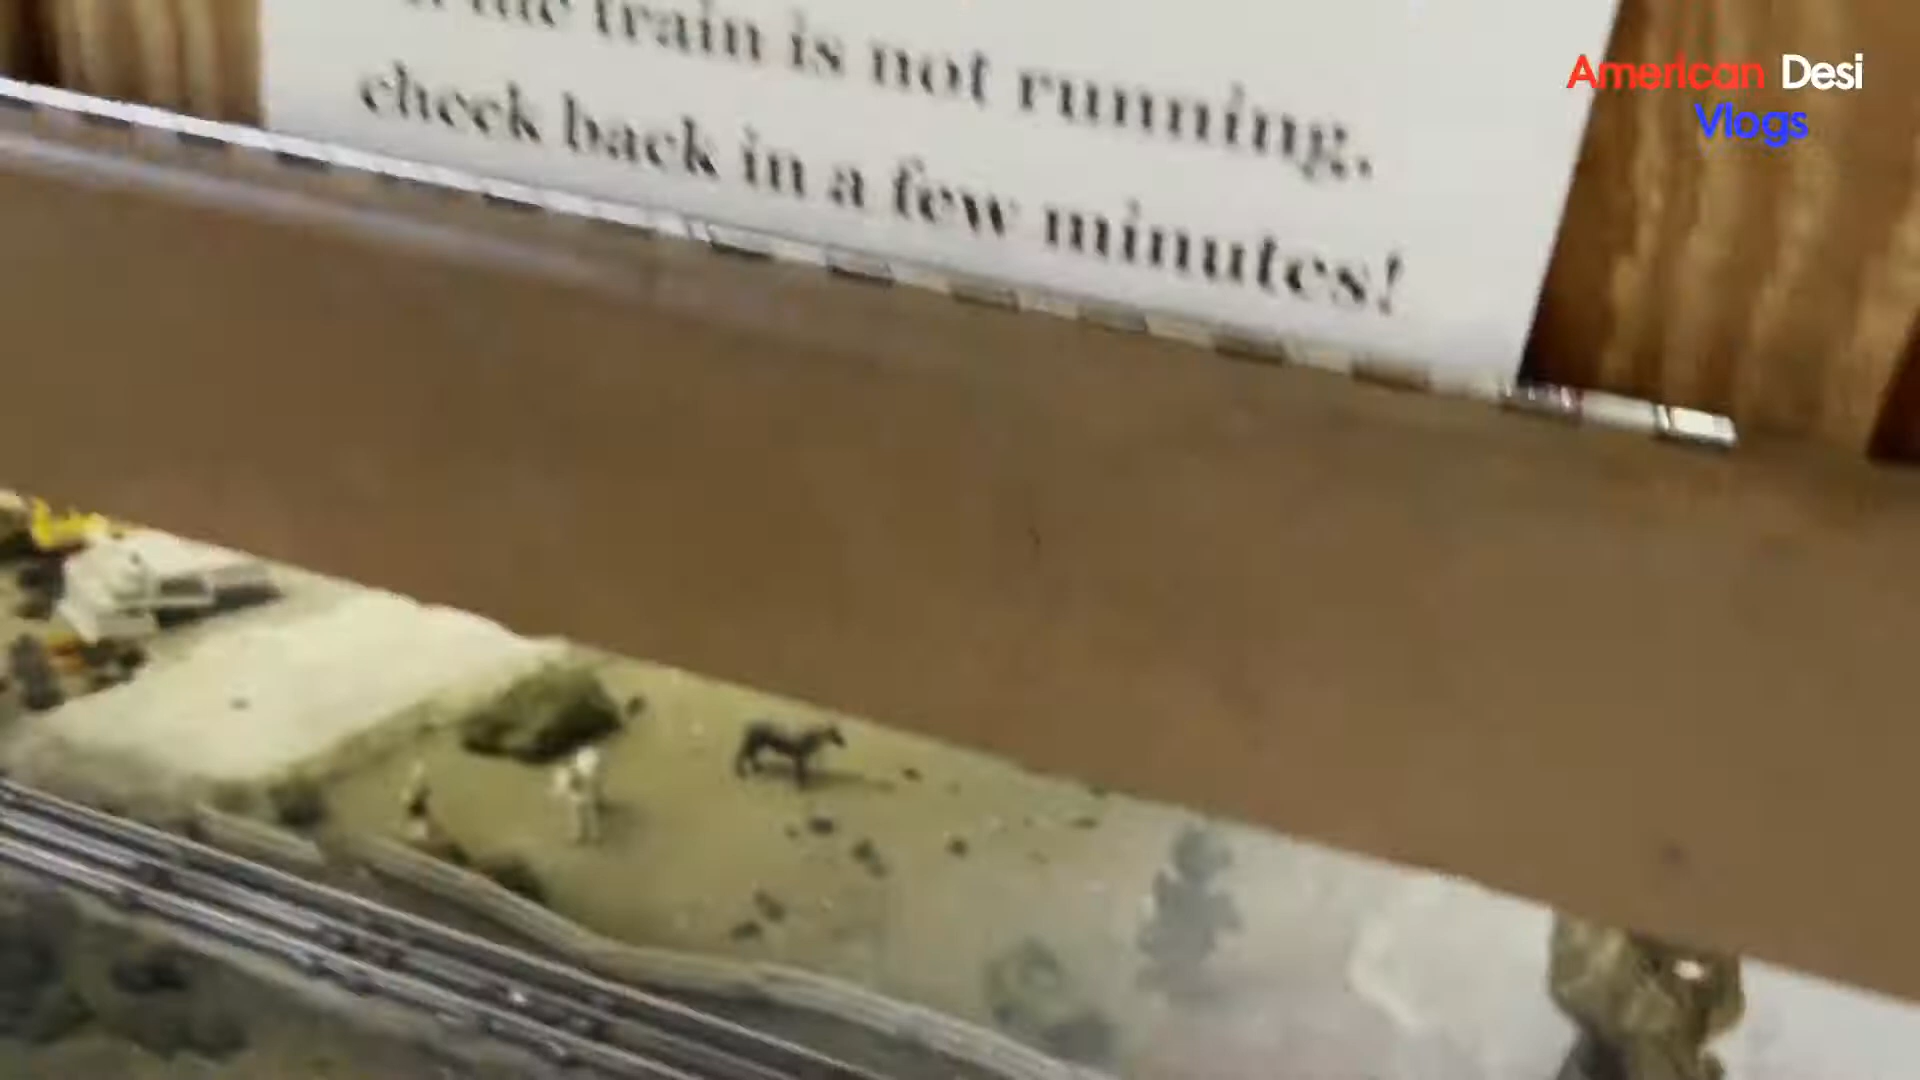 train is not running,
check back in a few minutes!
American Desi
Vlogs